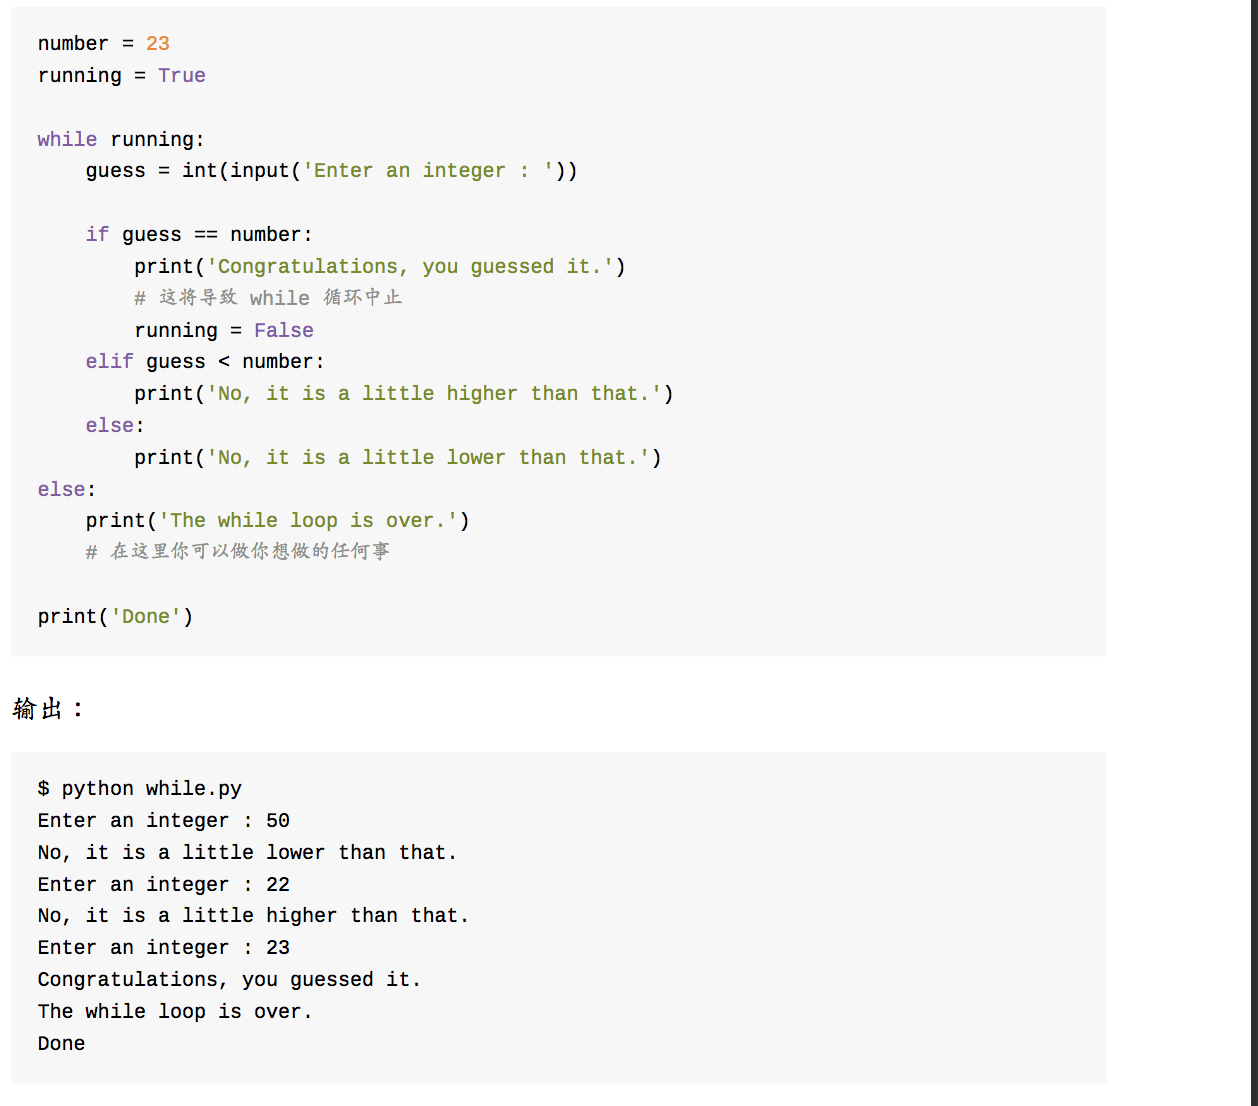 number = 23
running = True
while running:
    guess = int(input('Enter an integer : '))
    if guess == number:
        print('Congratulations, you guessed it.')
        # 这将导致 while 循环中止
        running = False
    elif guess < number:
        print('No, it is a little higher than that.')
    else:
        print('No, it is a little lower than that.')
else:
    print('The while loop is over.')
    # 在这里你可以做你想做的任何事
print('Done')
输出：
$ python while.py
Enter an integer : 50
No, it is a little lower than that.
Enter an integer : 22
No, it is a little higher than that.
Enter an integer : 23
Congratulations, you guessed it.
The while loop is over.
Done